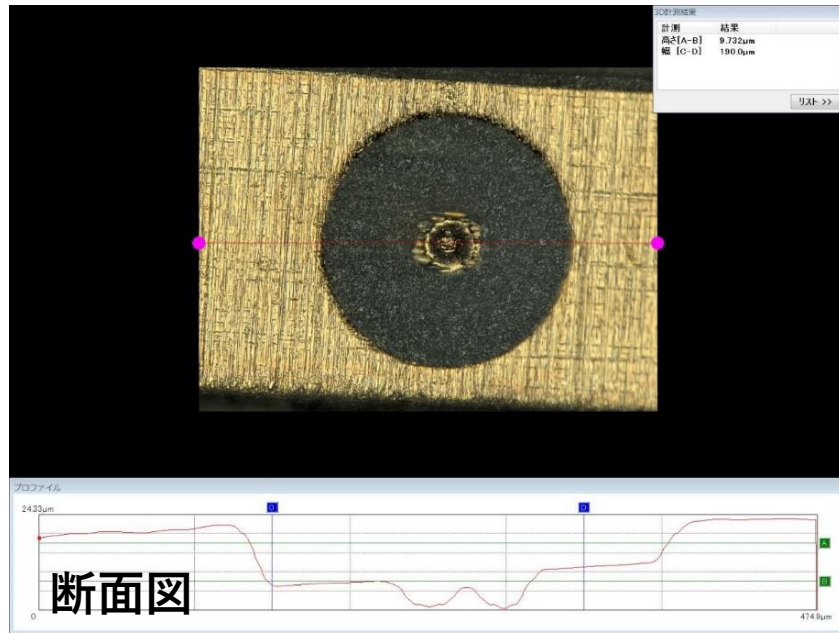 3D計測結果
計測 結果
高さ[A-B] 9.732μm
幅 [C-D] 190.0μm
リスト >>
プロファイル
24.33μm
D D
A
B
断面図
0 474.9μm